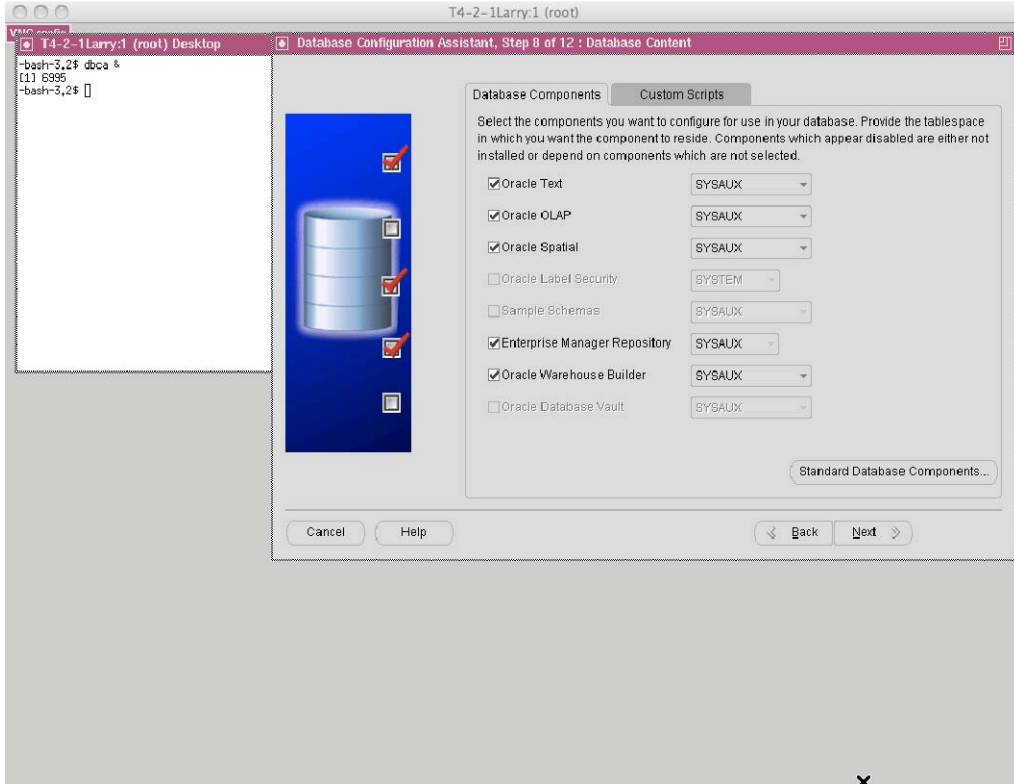 T4-2-1Larry:1 (root)
VNC config
T4-2-1Larry:1 (root) Desktop
-bash-3.2$ dbca &
[1] 6995
-bash-3.2$
Database Configuration Assistant, Step 8 of 12 : Database Content
Database Components
Custom Scripts
Select the components you want to configure for use in your database. Provide the tablespace
in which you want the component to reside. Components which appear disabled are either not
installed or depend on components which are not selected.
Oracle Text SYSAUX
Oracle OLAP SYSAUX
Oracle Spatial SYSAUX
Oracle Label Security SYSTEM
Sample Schemas SYSAUX
Enterprise Manager Repository SYSAUX
Oracle Warehouse Builder SYSAUX
Oracle Database Vault SYSAUX
Standard Database Components...
Cancel Help Back Next